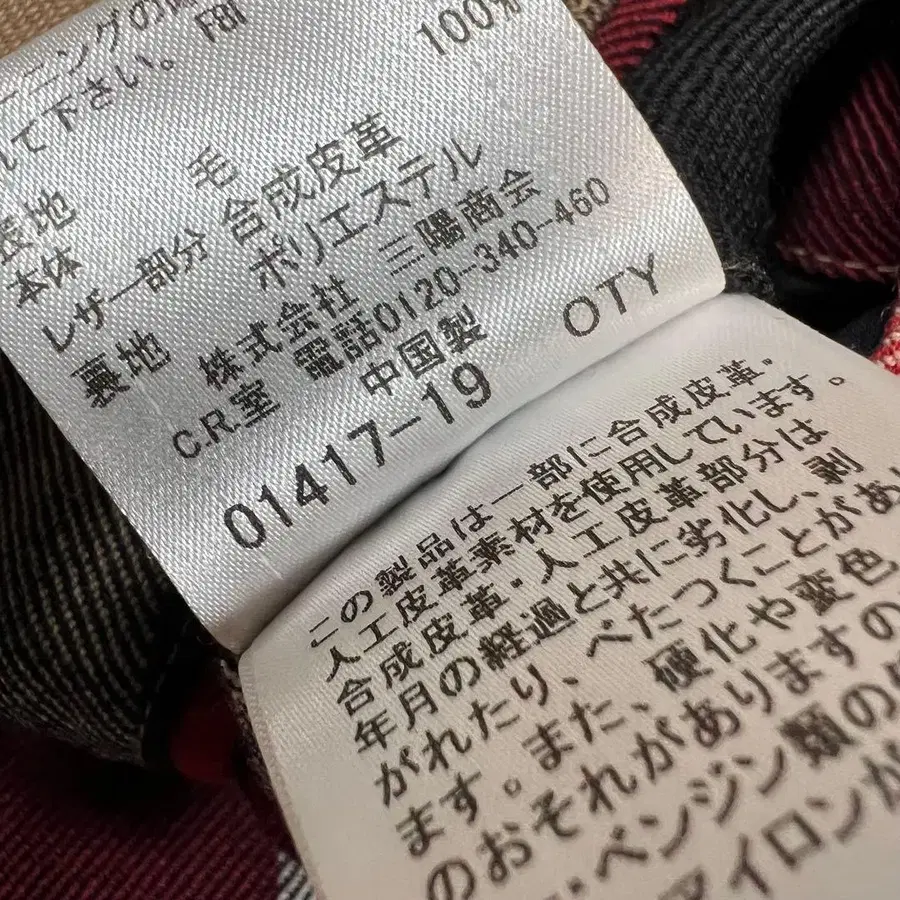 ーニングの
れて下さい。 FBI
表地
本体 毛 100%
レザー部分 合成皮革
裏地 ポリエステル
株式会社 三陽商会
C.R.室 電話0120-340-460
中国製
01417-19 OTY
この製品は一部に合成皮革・
人工皮革素材を使用しています。
合成皮革・人工皮革部分は
年月の経過と共に劣化し、剥
がれたり、べたつくことがあり
ます。また、硬化や変色
のおそれがありますの
・ベンジン類の
アイロンが